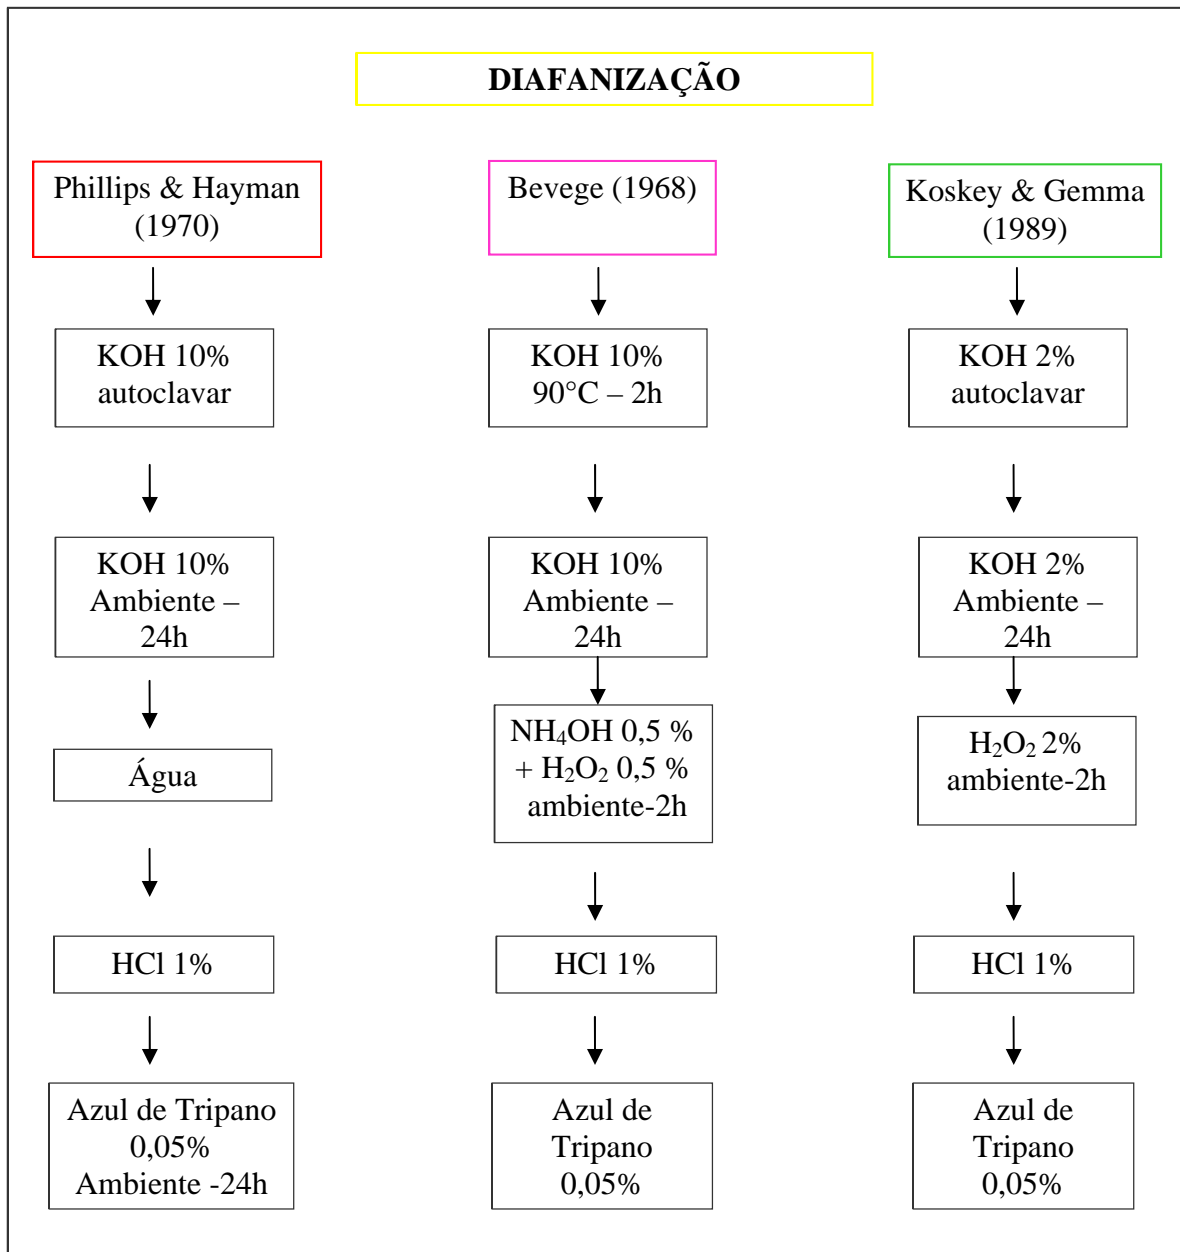 DIAFANIZAÇÃO
Phillips & Hayman
(1970)
KOH 10%
autoclavar
KOH 10%
Ambiente –
24h
Água
HCl 1%
Azul de Tripano
0,05%
Ambiente -24h
Bevege (1968)
KOH 10%
90°C – 2h
KOH 10%
Ambiente –
24h
NH₄OH 0,5 %
+ H₂O₂ 0,5 %
ambiente-2h
HCl 1%
Azul de
Tripano
0,05%
Koskey & Gemma
(1989)
KOH 2%
autoclavar
KOH 2%
Ambiente –
24h
H₂O₂ 2%
ambiente-2h
HCl 1%
Azul de
Tripano
0,05%